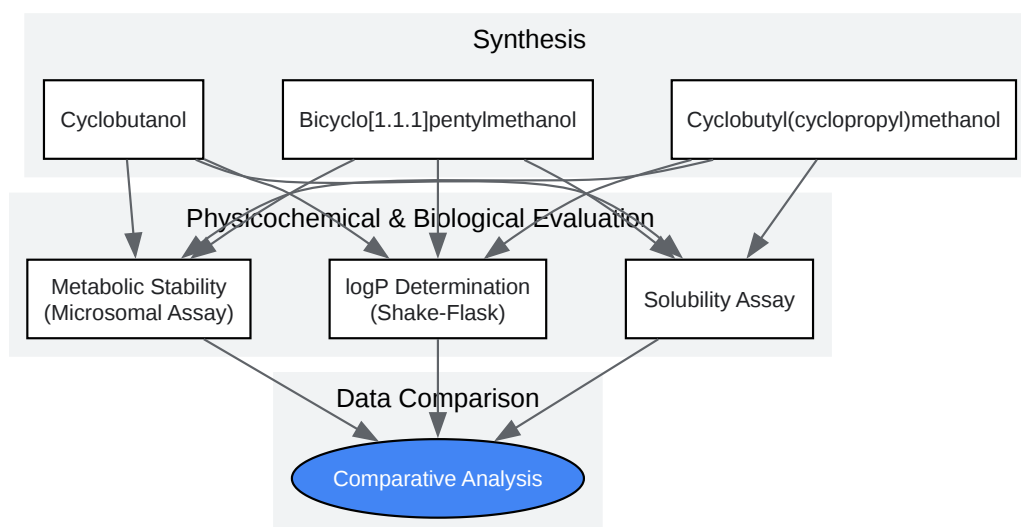 Synthesis
Cyclobutanol
Bicyclo[1.1.1]pentylmethanol
Cyclobutyl(cyclopropyl)methanol
Physicochemical & Biological Evaluation
Metabolic Stability
(Microsomal Assay)
logP Determination
(Shake-Flask)
Solubility Assay
Data Comparison
Comparative Analysis